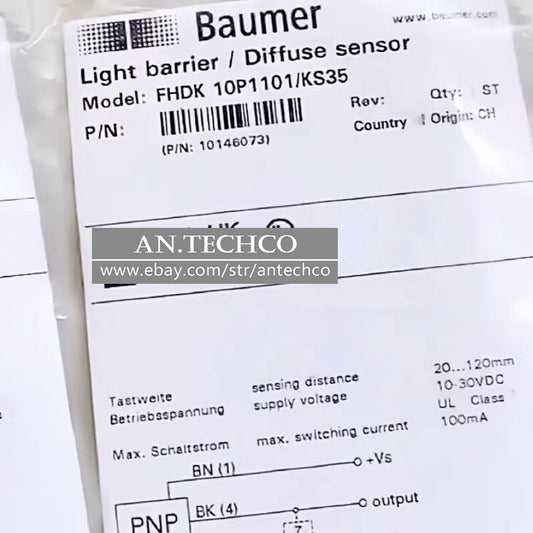 Baumer
www.baumer.com
Light barrier / Diffuse sensor
Model: FHDK 10P1101/KS35
P/N:
Rev:
Qty: ST
(P/N: 10146073)
Country Origin: CH
AN.TECHCO
www.ebay.com/str/antechco
Tastweite sensing distance 20...120mm
Betriebsspannung supply voltage 10-30VDC
UL Class
Max. Schaltstrom max. switching current 100mA
BN (1) +Vs
PNP BK (4) output
Z